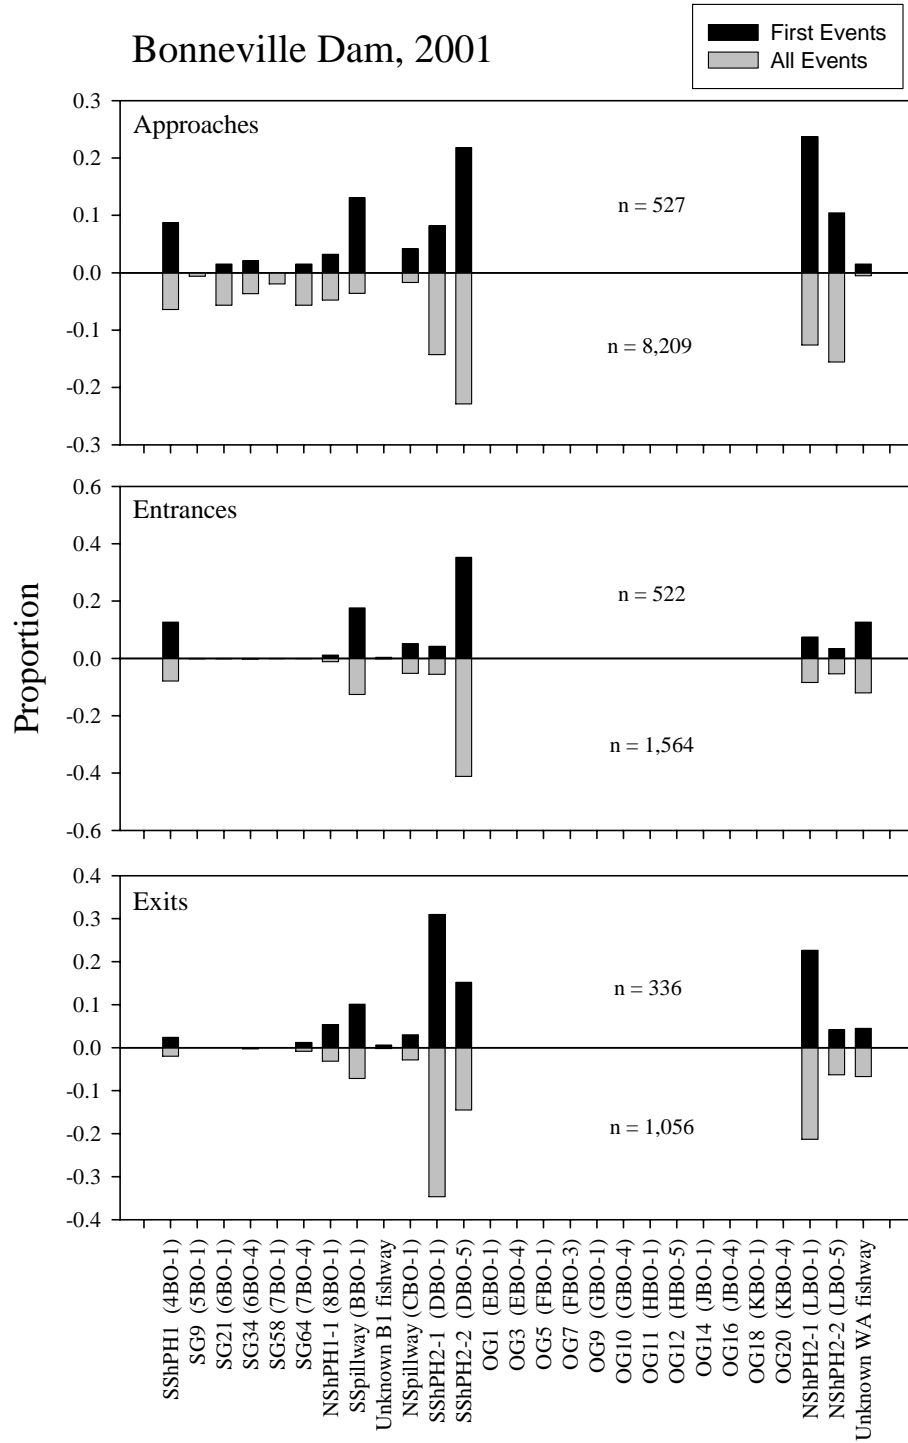 Bonneville Dam, 2001
First Events
All Events
Approaches
0.3
0.2
0.1
0.0
-0.1
-0.2
-0.3
n = 527
n = 8,209
Entrances
0.6
0.4
0.2
0.0
-0.2
-0.4
-0.6
n = 522
n = 1,564
Proportion
Exits
0.4
0.3
0.2
0.1
0.0
-0.1
-0.2
-0.3
-0.4
n = 336
n = 1,056
SShPH1 (4BO-1)
SG9 (5BO-1)
SG21 (6BO-1)
SG34 (6BO-4)
SG58 (7BO-1)
SG64 (7BO-4)
NShPH1-1 (8BO-1)
SSpillway (BBO-1)
Unknown B1 fishway
NSpillway (CBO-1)
SShPH2-1 (DBO-1)
SShPH2-2 (DBO-5)
OG1 (EBO-1)
OG3 (EBO-4)
OG5 (FBO-1)
OG7 (FBO-3)
OG9 (GBO-1)
OG10 (GBO-4)
OG11 (HBO-1)
OG12 (HBO-5)
OG14 (JBO-1)
OG16 (JBO-4)
OG18 (KBO-1)
OG20 (KBO-4)
NShPH2-1 (LBO-1)
NShPH2-2 (LBO-5)
Unknown WA fishway